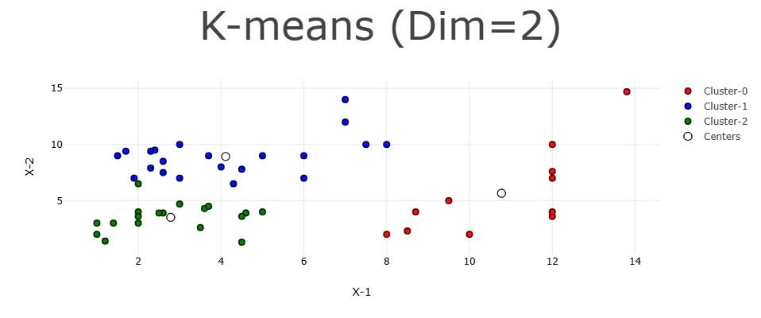 K-means (Dim=2)
15
10
5
X-2
2
4
6
8
10
12
14
X-1
Cluster-0
Cluster-1
Cluster-2
Centers